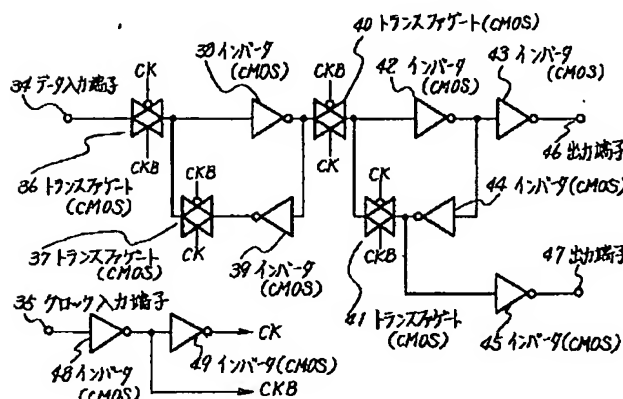 40 トランスファゲート(CMOS)
CK
38 インバータ
(CMOS)
CKB
42 インバータ
(CMOS)
43 インバータ
(CMOS)
34 データ入力端子
CKB
CK
46 出力端子
36 トランスファゲート
(CMOS)
CKB
CK
44 インバータ(CMOS)
37 トランスファゲート
(CMOS)
39 インバータ
(CMOS)
CKB
47 出力端子
35 クロック入力端子
CK
41 トランスファゲート
(CMOS)
45 インバータ(CMOS)
48 インバータ
(CMOS)
49 インバータ(CMOS)
CKB